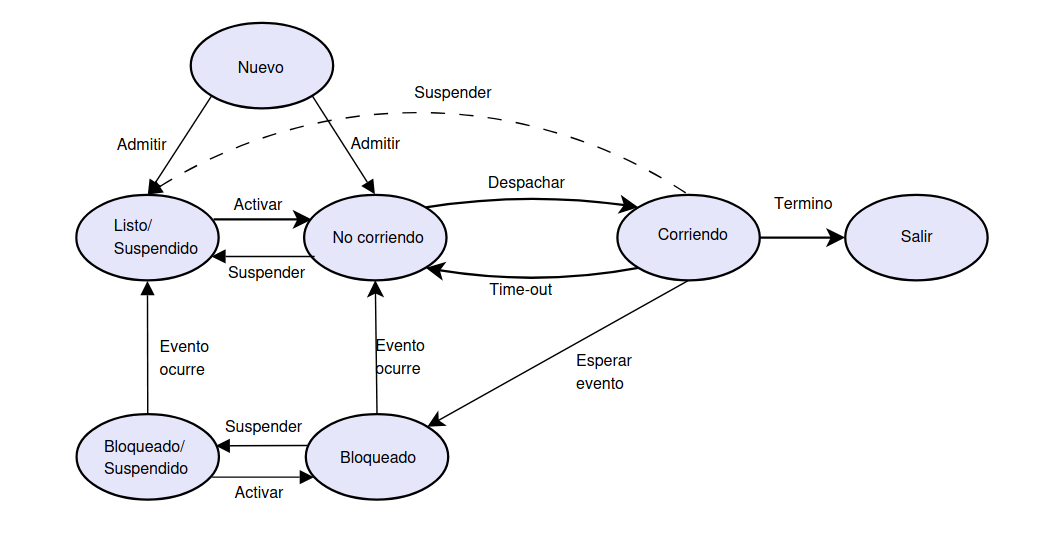 Nuevo
Suspender
Admitir
Admitir
Despachar
Termino
Activar
Listo/
Suspendido
No corriendo
Corriendo
Salir
Suspender
Time-out
Evento
ocurre
Evento
ocurre
Esperar
evento
Suspender
Bloqueado/
Suspendido
Bloqueado
Activar